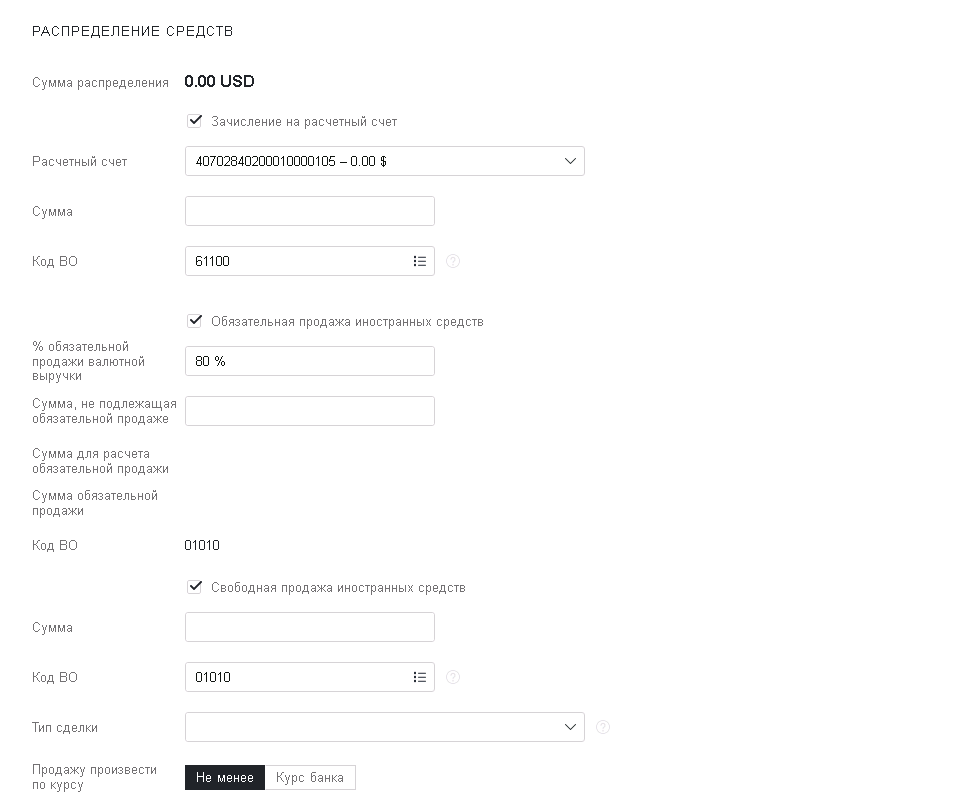 РАСПРЕДЕЛЕНИЕ СРЕДСТВ
Сумма распределения 0.00 USD
Зачисление на расчетный счет
Расчетный счет 40702840200010000105 – 0.00 $
Сумма
Код ВО 61100
Обязательная продажа иностранных средств
% обязательной
продажи валютной
выручки
80 %
Сумма, не подлежащая
обязательной продаже
Сумма для расчета
обязательной продажи
Сумма обязательной
продажи
Код ВО 01010
Свободная продажа иностранных средств
Сумма
Код ВО 01010
Тип сделки
Продажу произвести
по курсу
Не менее Курс банка